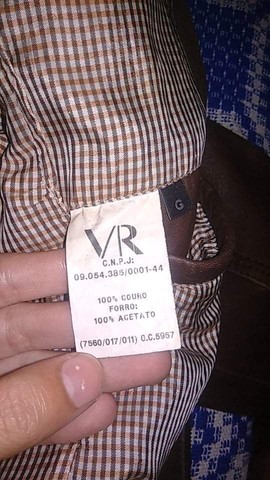 VR
C.N.P.J:
09.054.385/0001-44
100% COURO
FORRO:
100% ACETATO
(7560/017/011) O.C.5957
G